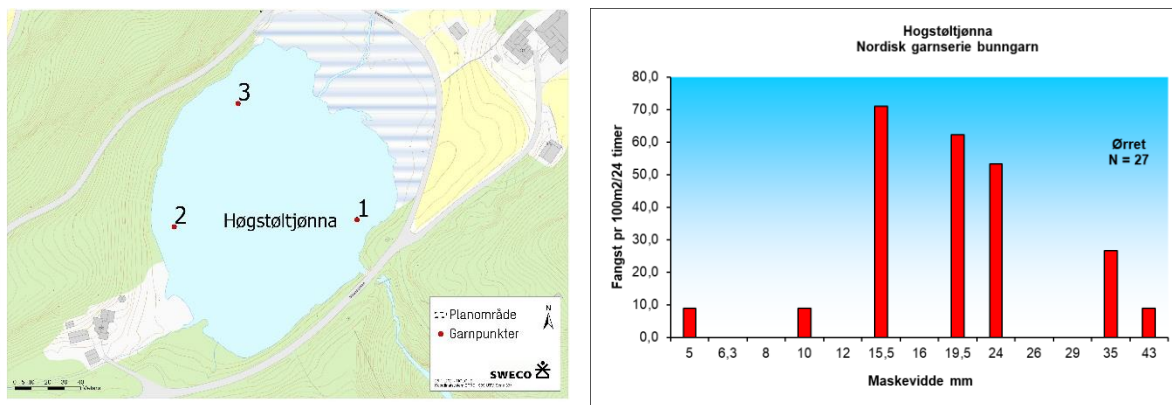 3
2
Høgstøltjønna
1
Planområde
Garnpunkter
N
SWECO
Hogstøltjønna
Nordisk garnserie bunngarn
Fangst pr 100m2/24 timer
80,0
70,0
60,0
50,0
40,0
30,0
20,0
10,0
0,0
Ørret
N = 27
5 6,3 8 10 12 15,5 16 19,5 24 26 29 35 43
Maskevidde mm